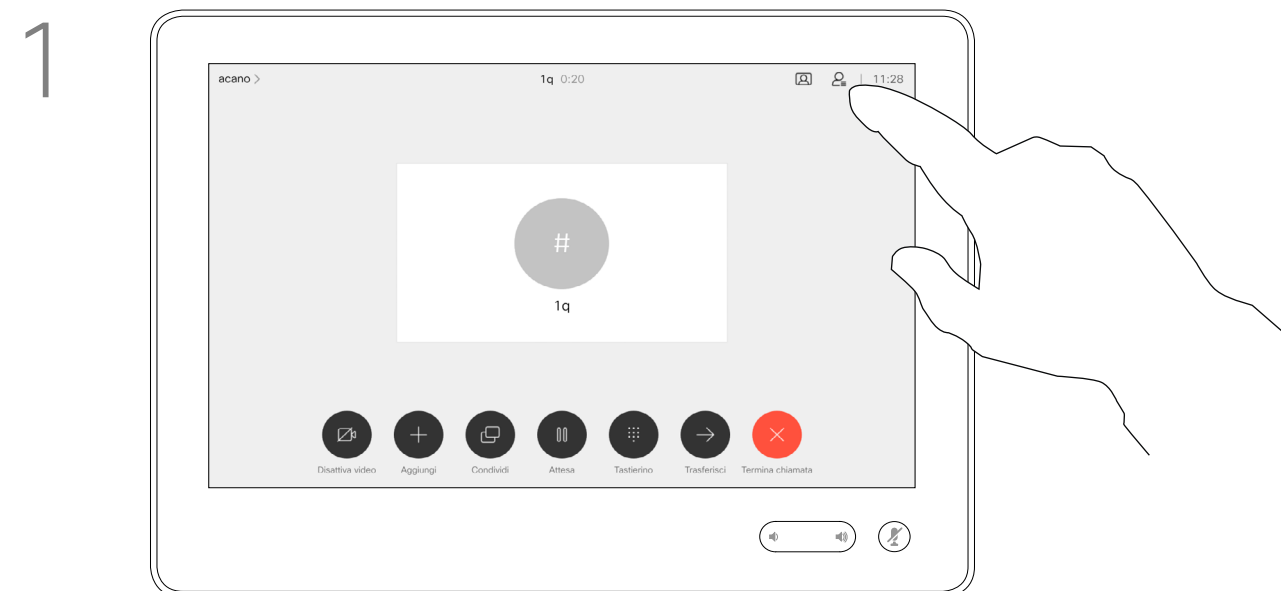 1
acano >
1q 0:20
11:28
#
1q
Disattiva video
Aggiungi
Condividi
Attesa
Tastierino
Trasferisci
Termina chiamata